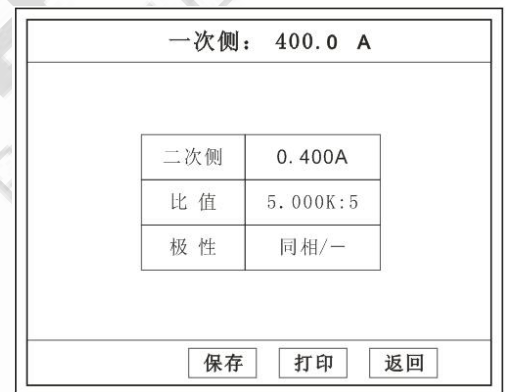 一次侧： 400.0 A
二次侧 0.400A
比 值 5.000K:5
极 性 同相/－
保存 打印 返回